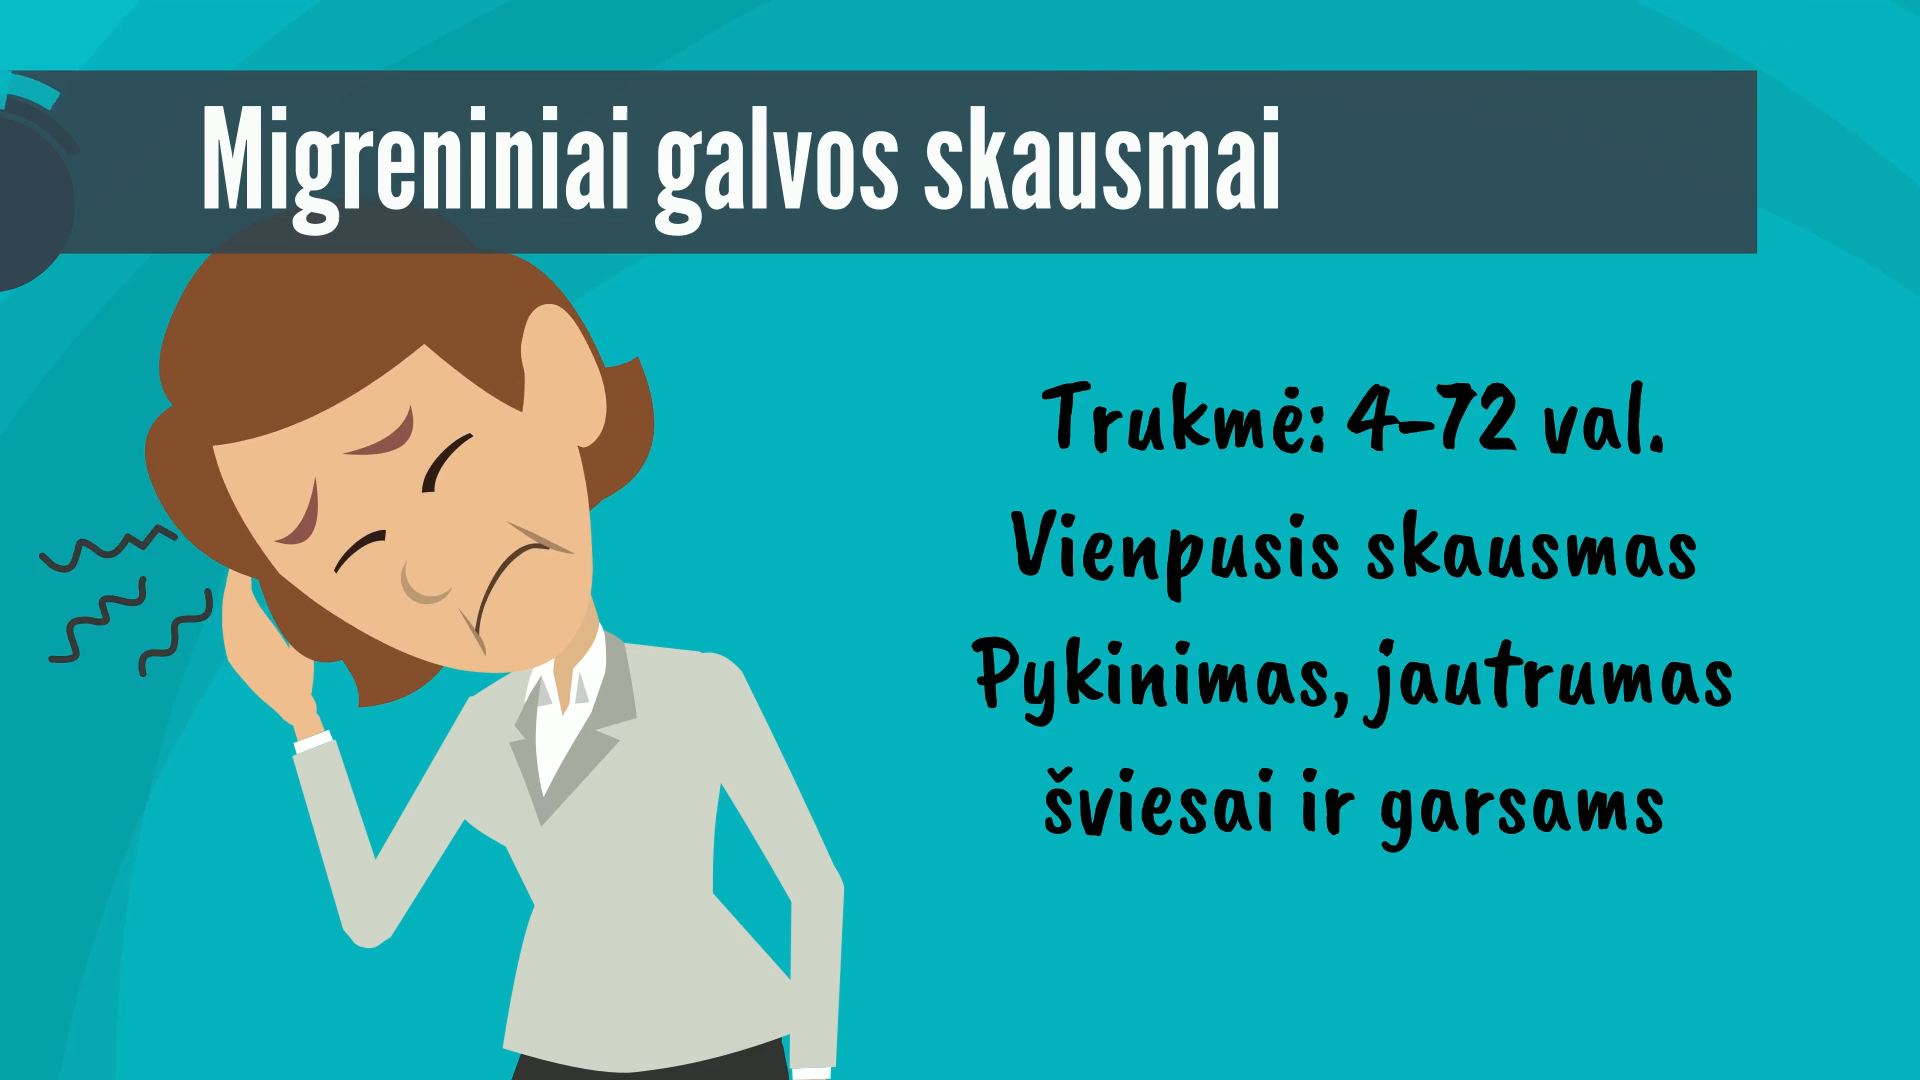 Migreniniai galvos skausmai
Trukmė: 4-72 val.
Vienpusis skausmas
Pykinimas, jautrumas
šviesai ir garsams